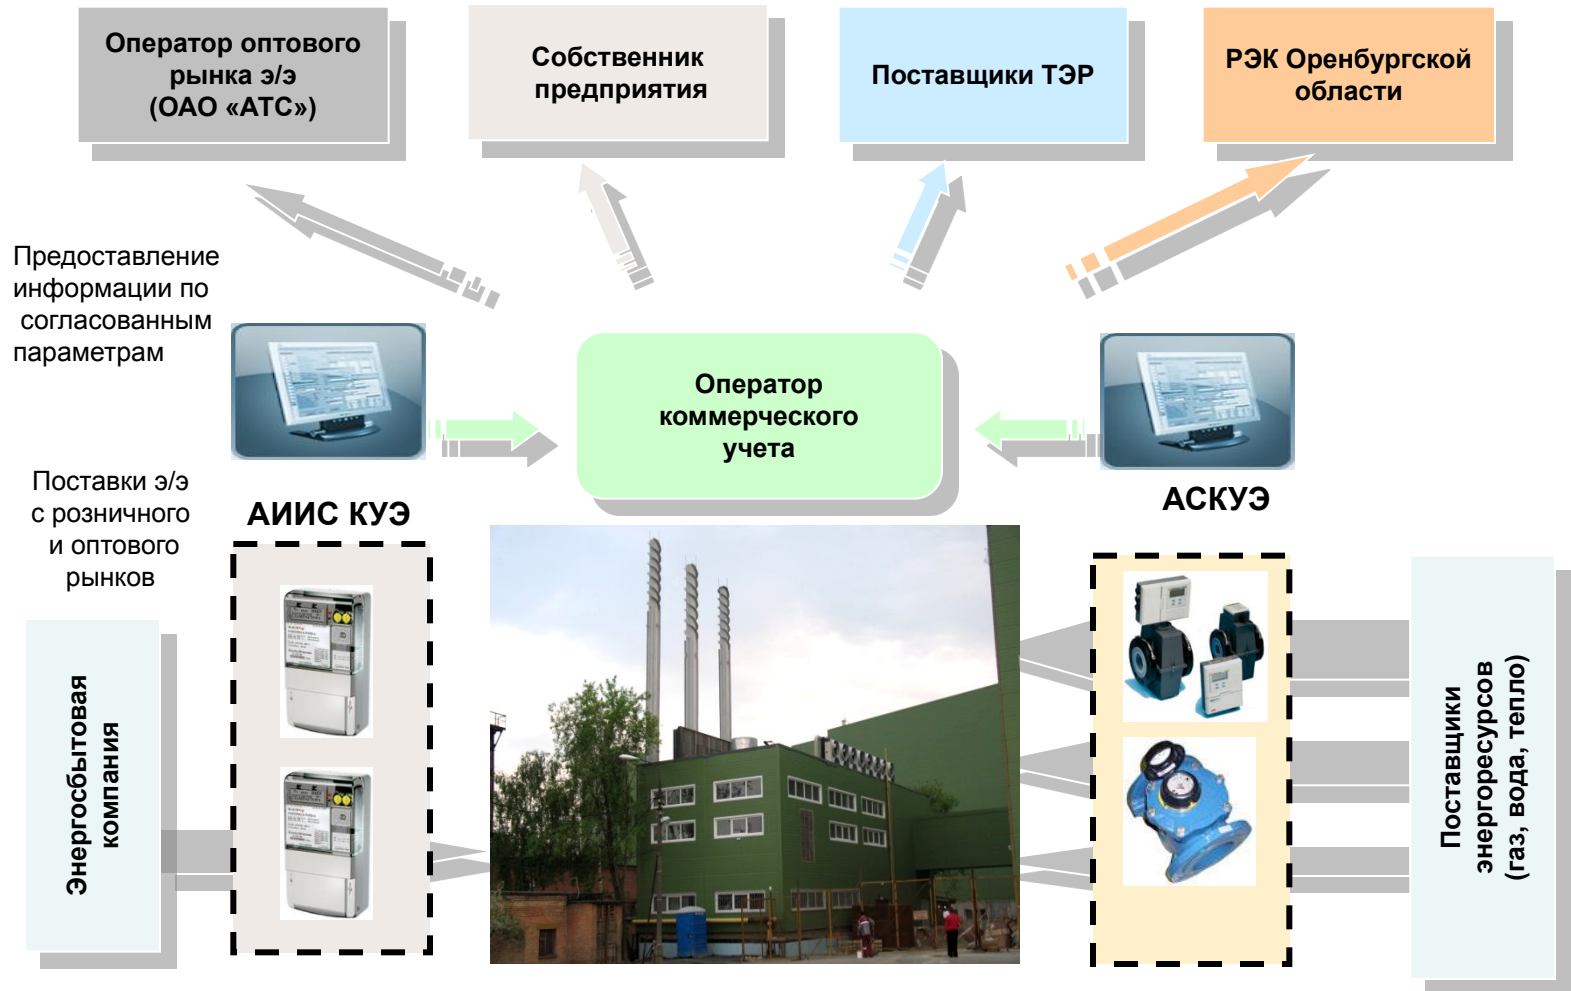 Оператор оптового
рынка э/э
(ОАО «АТС»)
Собственник
предприятия
Поставщики ТЭР
РЭК Оренбургской
области
Предоставление
информации по
согласованным
параметрам
Оператор
коммерческого
учета
Поставки э/э
с розничного
и оптового
рынков
АИИС КУЭ
АСКУЭ
Энергосбытовая
компания
Поставщики
энергоресурсов
(газ, вода, тепло)